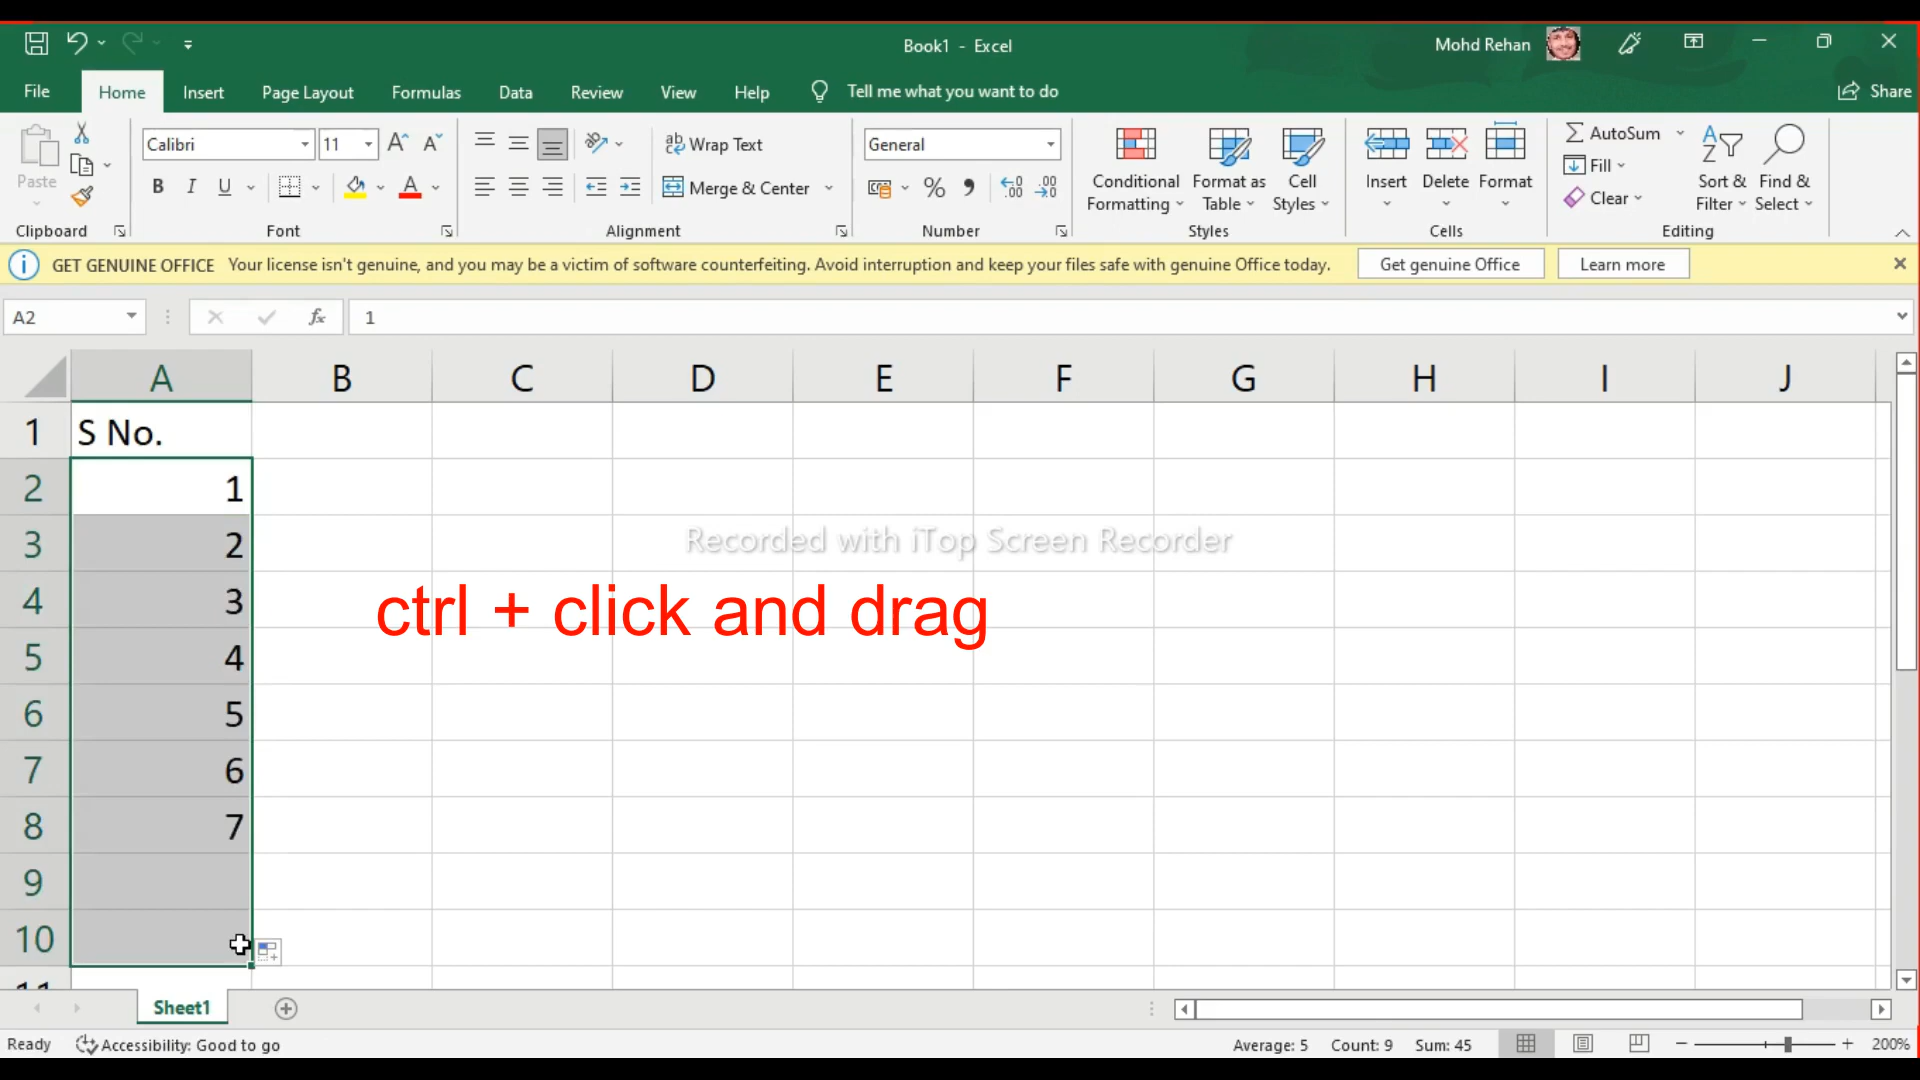 Book1 - Excel
Mohd Rehan
File Home Insert Page Layout Formulas Data Review View Help Tell me what you want to do Share
Calibri 11 Wrap Text General AutoSum
Fill
Paste B I U Merge & Center % Conditional Formatting Format as Table Cell Styles Insert Delete Format Clear Sort & Filter Find & Select
Clipboard Font Alignment Number Styles Cells Editing
GET GENUINE OFFICE Your license isn't genuine, and you may be a victim of software counterfeiting. Avoid interruption and keep your files safe with genuine Office today. Get genuine Office Learn more
A2 fx 1
A B C D E F G H I J
1 S No.
2 1
3 2
Recorded with iTop Screen Recorder
4 3
ctrl + click and drag
5 4
6 5
7 6
8 7
9
10
11
Sheet1
Ready Accessibility: Good to go Average: 5 Count: 9 Sum: 45 200%